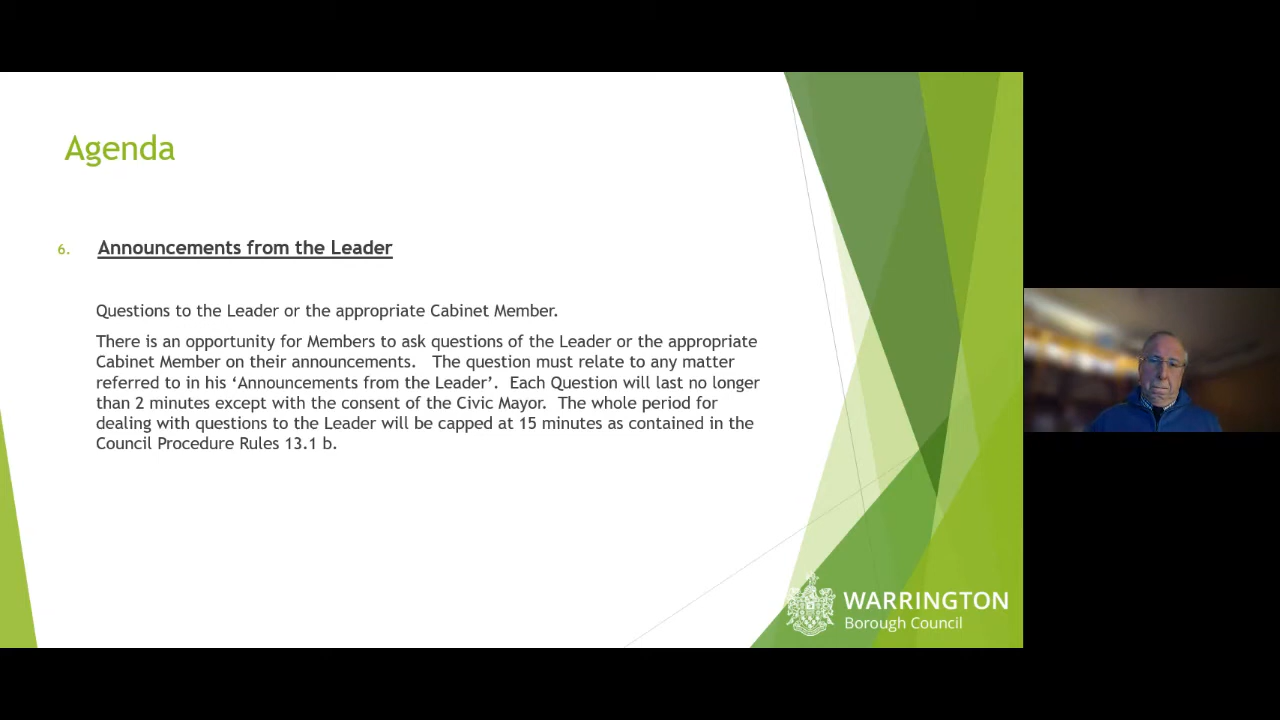 Agenda
6. Announcements from the Leader
Questions to the Leader or the appropriate Cabinet Member.
There is an opportunity for Members to ask questions of the Leader or the appropriate
Cabinet Member on their announcements. The question must relate to any matter
referred to in his ‘Announcements from the Leader’. Each Question will last no longer
than 2 minutes except with the consent of the Civic Mayor. The whole period for
dealing with questions to the Leader will be capped at 15 minutes as contained in the
Council Procedure Rules 13.1 b.
WARRINGTON
Borough Council